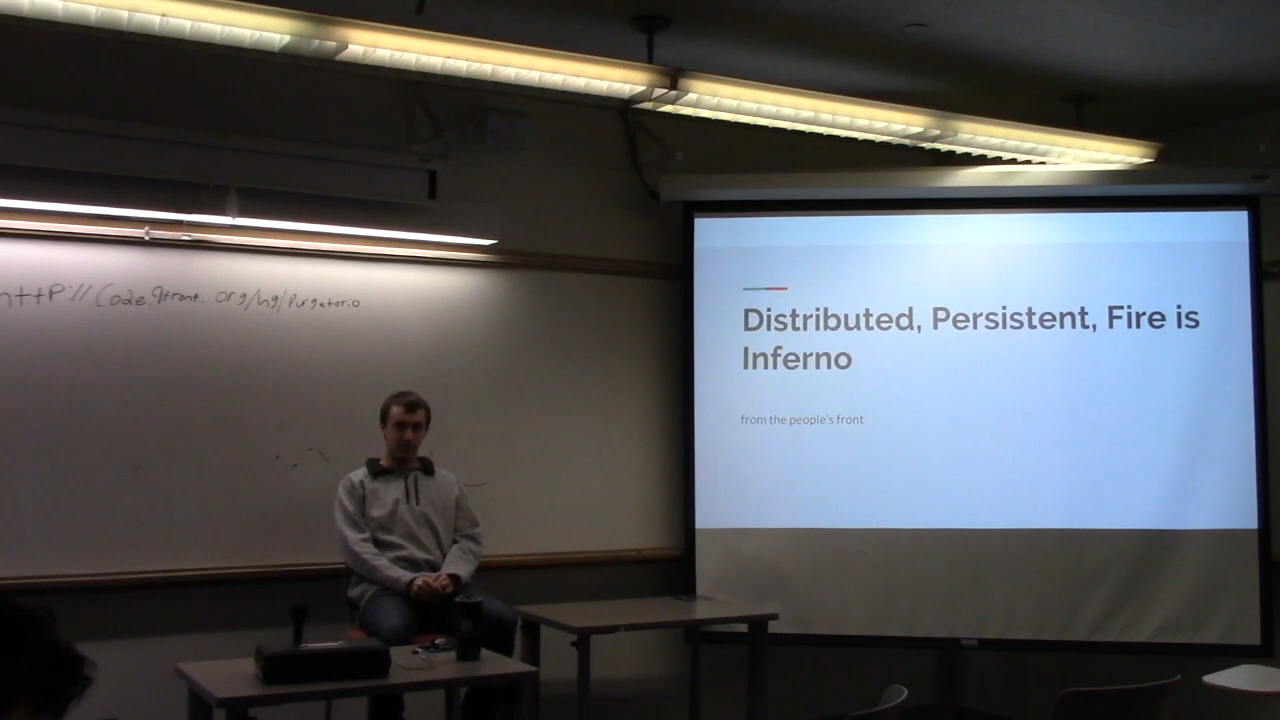 http://Code.9front.org/hg/purgatorio
Distributed, Persistent, Fire is
Inferno
from the people's front